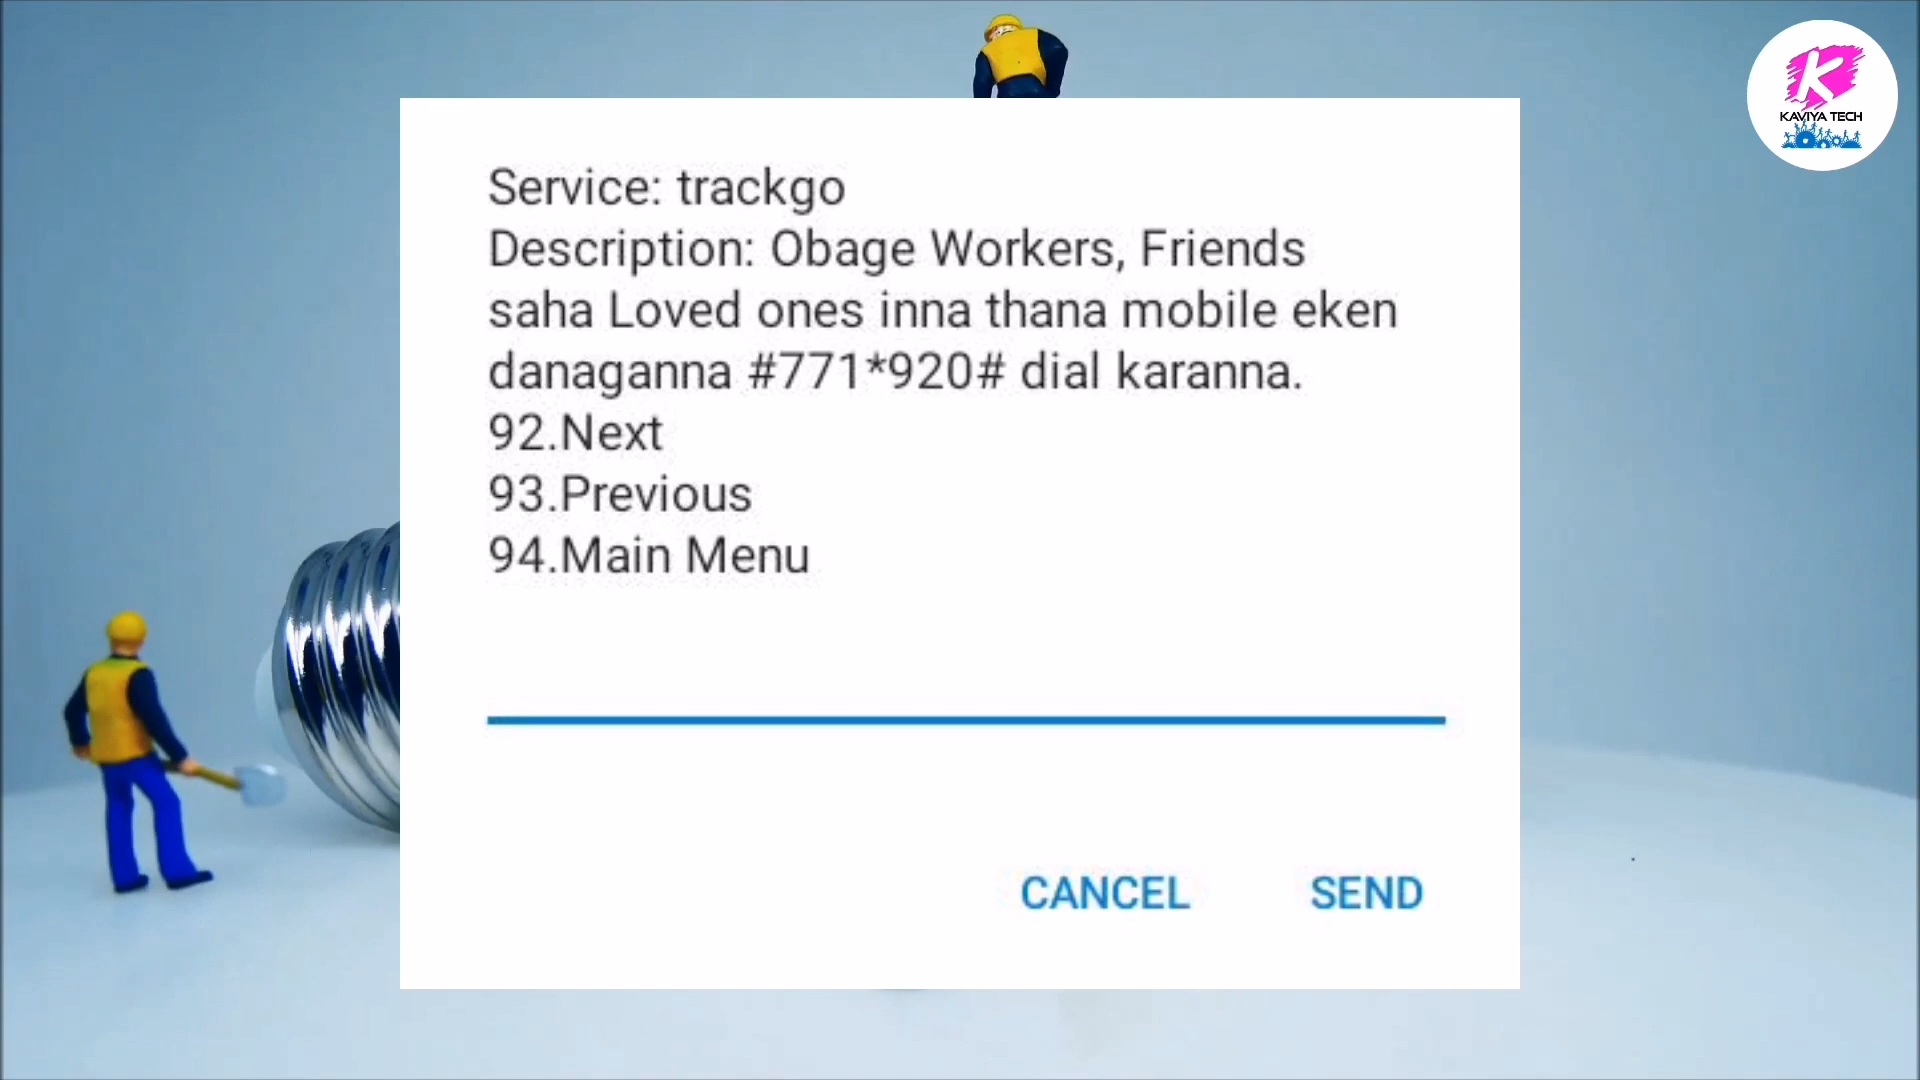 Service: trackgo
Description: Obage Workers, Friends
saha Loved ones inna thana mobile eken
danaganna #771*920# dial karanna.
92.Next
93.Previous
94.Main Menu
CANCEL SEND
K
KAVIYA TECH